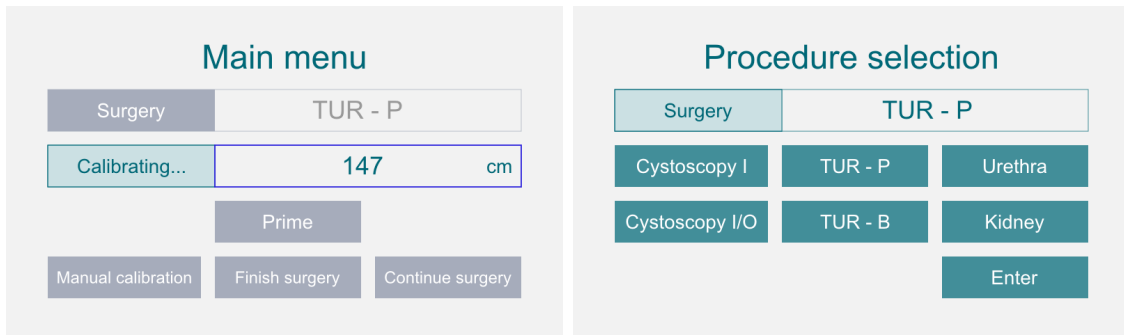 Main menu
Surgery TUR - P
Calibrating... 147 cm
Prime
Manual calibration Finish surgery Continue surgery
Procedure selection
Surgery TUR - P
Cystoscopy I TUR - P Urethra
Cystoscopy I/O TUR - B Kidney
Enter